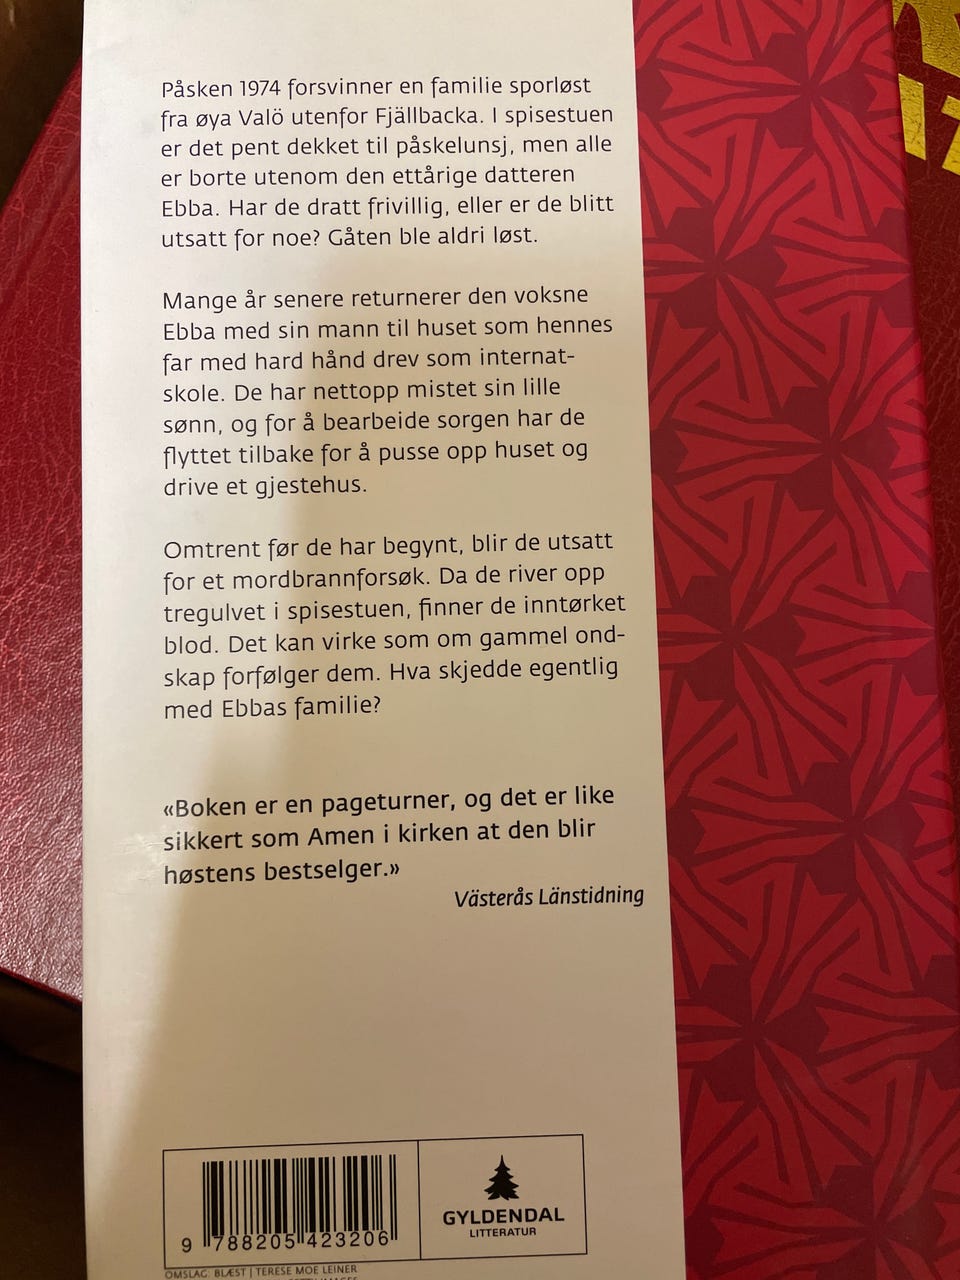 Påsken 1974 forsvinner en familie sporløst
fra øya Valö utenfor Fjällbacka. I spisestuen
er det pent dekket til påskelunsj, men alle
er borte utenom den ettårige datteren
Ebba. Har de dratt frivillig, eller er de blitt
utsatt for noe? Gåten ble aldri løst.
Mange år senere returnerer den voksne
Ebba med sin mann til huset som hennes
far med hard hånd drev som internat-
skole. De har nettopp mistet sin lille
sønn, og for å bearbeide sorgen har de
flyttet tilbake for å pusse opp huset og
drive et gjestehus.
Omtrent før de har begynt, blir de utsatt
for et mordbrannforsøk. Da de river opp
tregulvet i spisestuen, finner de inntørket
blod. Det kan virke som om gammel ond-
skap forfølger dem. Hva skjedde egentlig
med Ebbas familie?
«Boken er en pageturner, og det er like
sikkert som Amen i kirken at den blir
høstens bestselger.»
Västerås Länstidning
9 788205 423206
GYLDENDAL
LITTERATUR
OMSLAG: BLÆST | TERESE MOE LEINER